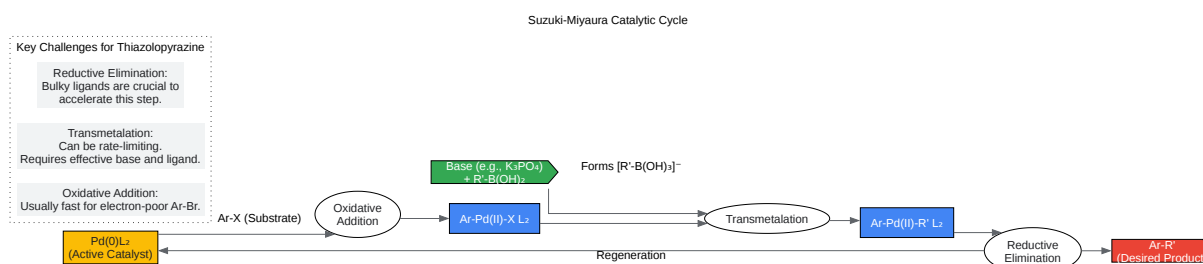 Suzuki-Miyaura Catalytic Cycle
Key Challenges for Thiazolopyrazine
Reductive Elimination:
Bulky ligands are crucial to
accelerate this step.
Transmetalation:
Can be rate-limiting.
Requires effective base and ligand.
Oxidative Addition:
Usually fast for electron-poor Ar-Br.
Base (e.g., K₃PO₄)
+ R'-B(OH)₂
Forms [R'-B(OH)₃]⁻
Ar-X (Substrate)
Oxidative
Addition
Ar-Pd(II)-X L₂
Transmetalation
Ar-Pd(II)-R' L₂
Pd(0)L₂
(Active Catalyst)
Regeneration
Reductive
Elimination
Ar-R'
(Desired Product